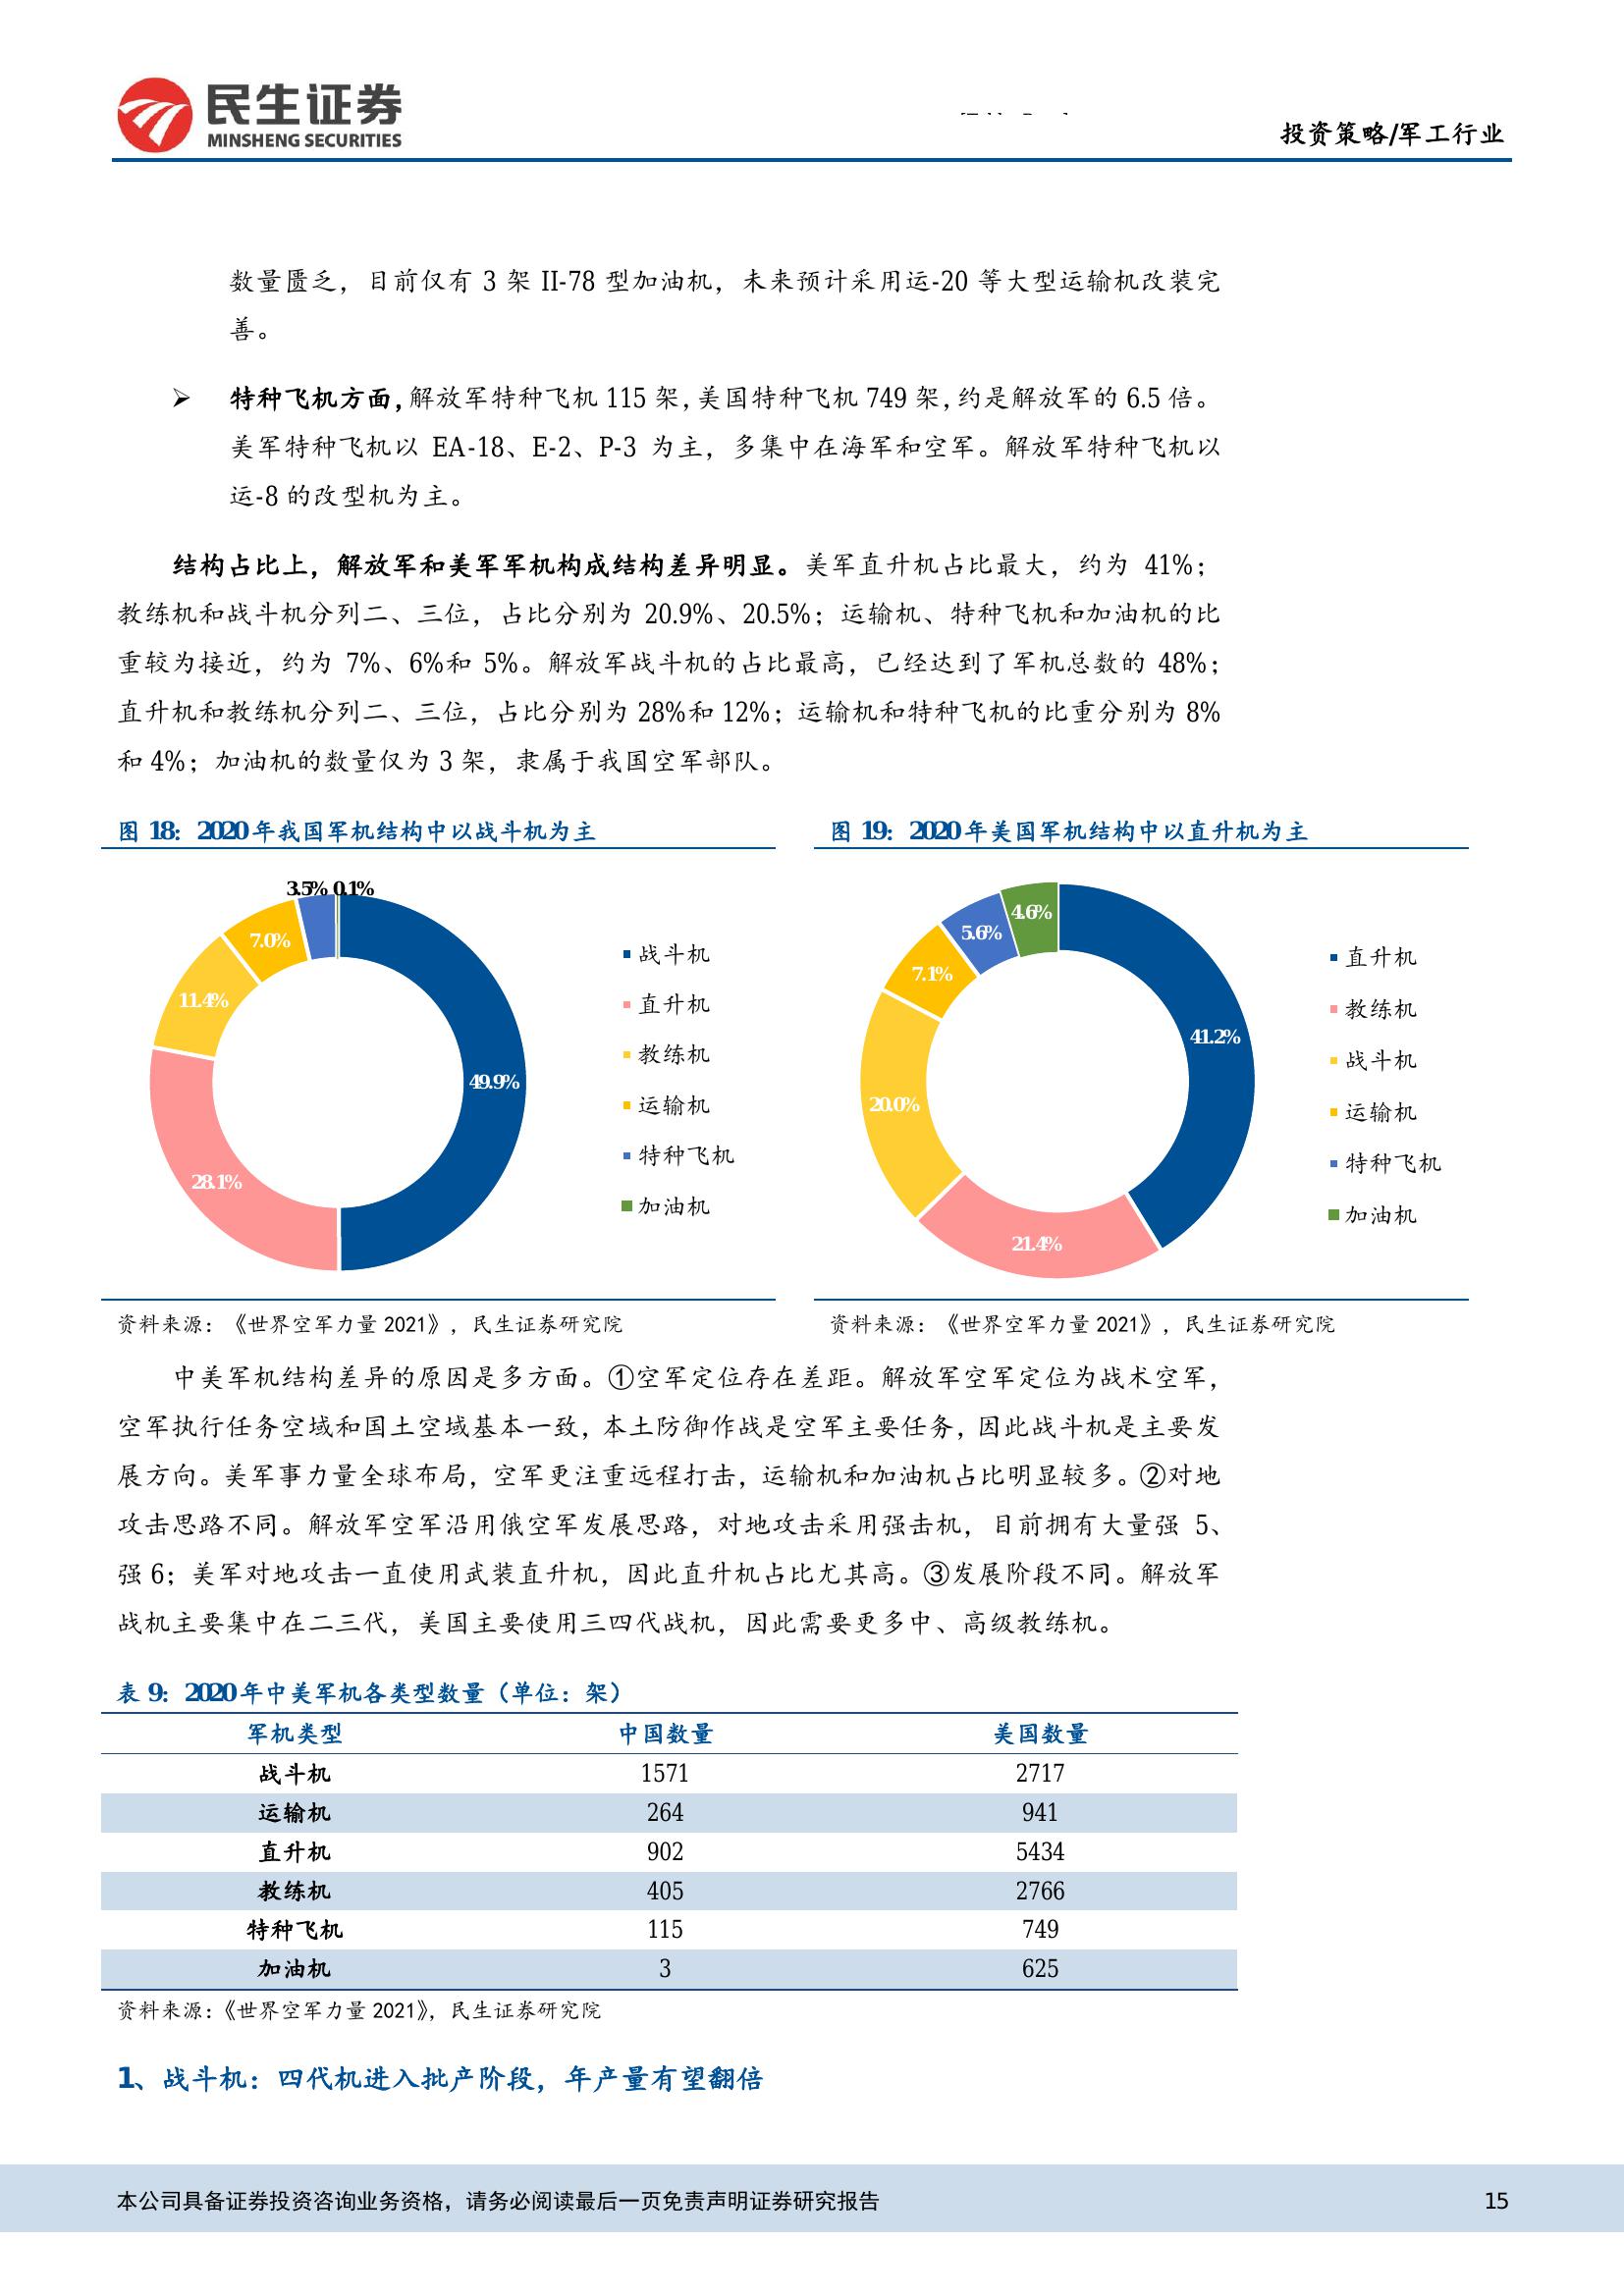 民生证券
MINSHENG SECURITIES
投资策略/军工行业
数量匮乏，目前仅有 3 架 II-78 型加油机，未来预计采用运-20 等大型运输机改装完
善。
➢ 特种飞机方面，解放军特种飞机 115 架，美国特种飞机 749 架，约是解放军的 6.5 倍。
美军特种飞机以 EA-18、E-2、P-3 为主，多集中在海军和空军。解放军特种飞机以
运-8 的改型机为主。
结构占比上，解放军和美军军机构成结构差异明显。美军直升机占比最大，约为 41%；
教练机和战斗机分列二、三位，占比分别为 20.9%、20.5%；运输机、特种飞机和加油机的比
重较为接近，约为 7%、6%和 5%。解放军战斗机的占比最高，已经达到了军机总数的 48%；
直升机和教练机分列二、三位，占比分别为 28%和 12%；运输机和特种飞机的比重分别为 8%
和 4%；加油机的数量仅为 3 架，隶属于我国空军部队。
图 18：2020 年我国军机结构中以战斗机为主
3.5% 0.1%
7.0%
11.4%
49.9%
28.1%
战斗机
直升机
教练机
运输机
特种飞机
加油机
资料来源：《世界空军力量 2021》，民生证券研究院
图 19：2020 年美国军机结构中以直升机为主
4.6%
5.6%
7.1%
41.2%
20.0%
21.4%
直升机
教练机
战斗机
运输机
特种飞机
加油机
资料来源：《世界空军力量 2021》，民生证券研究院
中美军机结构差异的原因是多方面。①空军定位存在差距。解放军空军定位为战术空军，
空军执行任务空域和国土空域基本一致，本土防御作战是空军主要任务，因此战斗机是主要发
展方向。美军事力量全球布局，空军更注重远程打击，运输机和加油机占比明显较多。②对地
攻击思路不同。解放军空军沿用俄空军发展思路，对地攻击采用强击机，目前拥有大量强 5、
强 6；美军对地攻击一直使用武装直升机，因此直升机占比尤其高。③发展阶段不同。解放军
战机主要集中在二三代，美国主要使用三四代战机，因此需要更多中、高级教练机。
表 9：2020 年中美军机各类型数量（单位：架）
军机类型 中国数量 美国数量
战斗机 1571 2717
运输机 264 941
直升机 902 5434
教练机 405 2766
特种飞机 115 749
加油机 3 625
资料来源：《世界空军力量 2021》，民生证券研究院
1、战斗机：四代机进入批产阶段，年产量有望翻倍
本公司具备证券投资咨询业务资格，请务必阅读最后一页免责声明证券研究报告 15